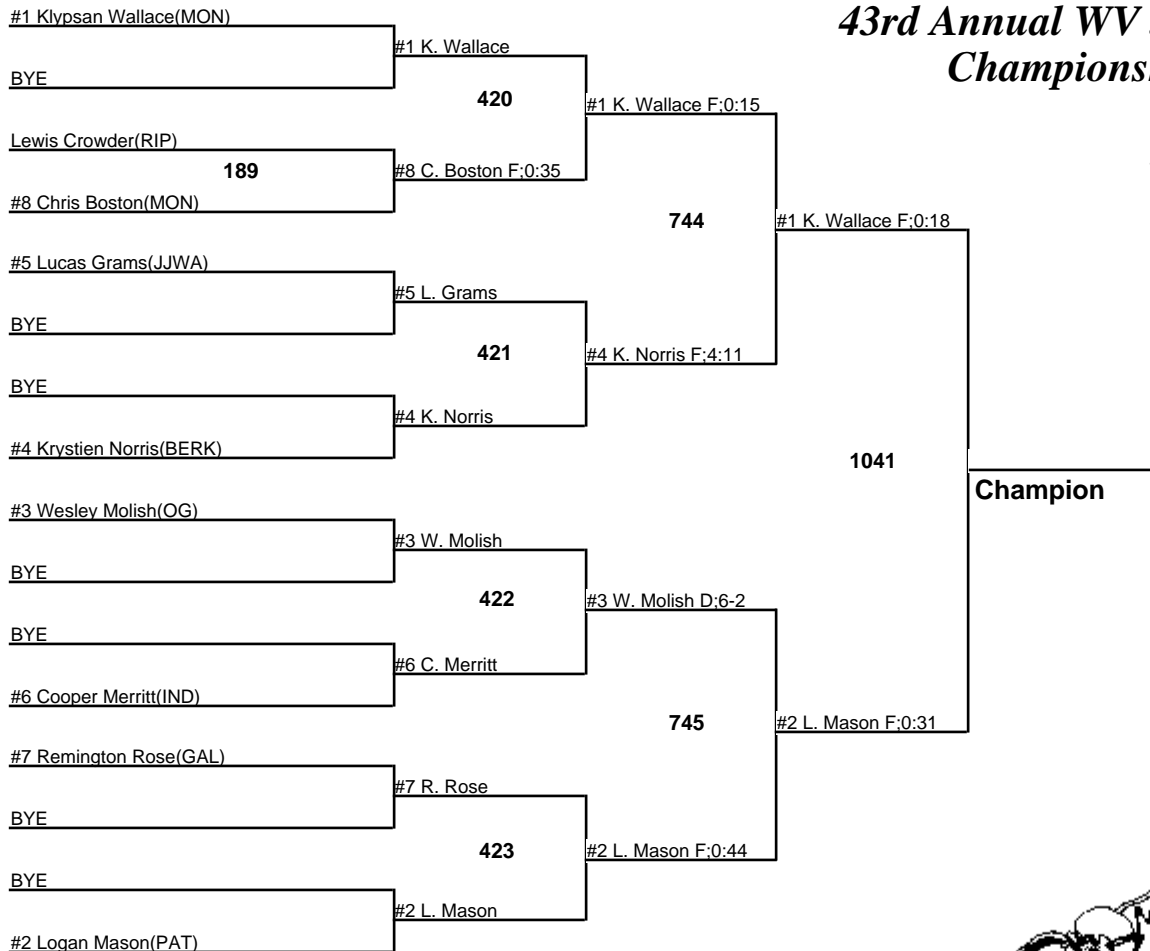 43rd Annual WV
Champions
#1 Klypsan Wallace(MON)
BYE
Lewis Crowder(RIP)
189
#8 Chris Boston(MON)
#5 Lucas Grams(JJWA)
BYE
BYE
#4 Krystien Norris(BERK)
#3 Wesley Molish(OG)
BYE
BYE
#6 Cooper Merritt(IND)
#7 Remington Rose(GAL)
BYE
BYE
#2 Logan Mason(PAT)
#1 K. Wallace
420
#8 C. Boston F;0:35
#5 L. Grams
421
#4 K. Norris
#3 W. Molish
422
#6 C. Merritt
#7 R. Rose
423
#2 L. Mason
#1 K. Wallace F;0:15
744
#4 K. Norris F;4:11
#3 W. Molish D;6-2
745
#2 L. Mason F;0:44
#1 K. Wallace F;0:18
1041
#2 L. Mason F;0:31
Champion